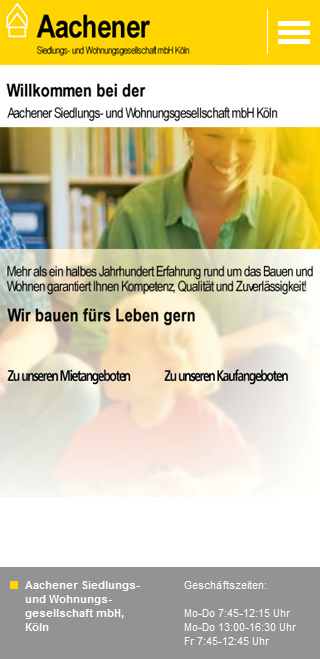 Aachener
Siedlungs- und Wohnungsgesellschaft mbH Köln
Willkommen bei der
Aachener Siedlungs- und Wohnungsgesellschaft mbH Köln
Mehr als ein halbes Jahrhundert Erfahrung rund um das Bauen und
Wohnen garantiert Ihnen Kompetenz, Qualität und Zuverlässigkeit!
Wir bauen fürs Leben gern
Zu unseren Mietangeboten
Zu unseren Kaufangeboten
Aachener Siedlungs-
und Wohnungs-
gesellschaft mbH,
Köln
Geschäftszeiten:
Mo-Do 7:45-12:15 Uhr
Mo-Do 13:00-16:30 Uhr
Fr 7:45-12:45 Uhr